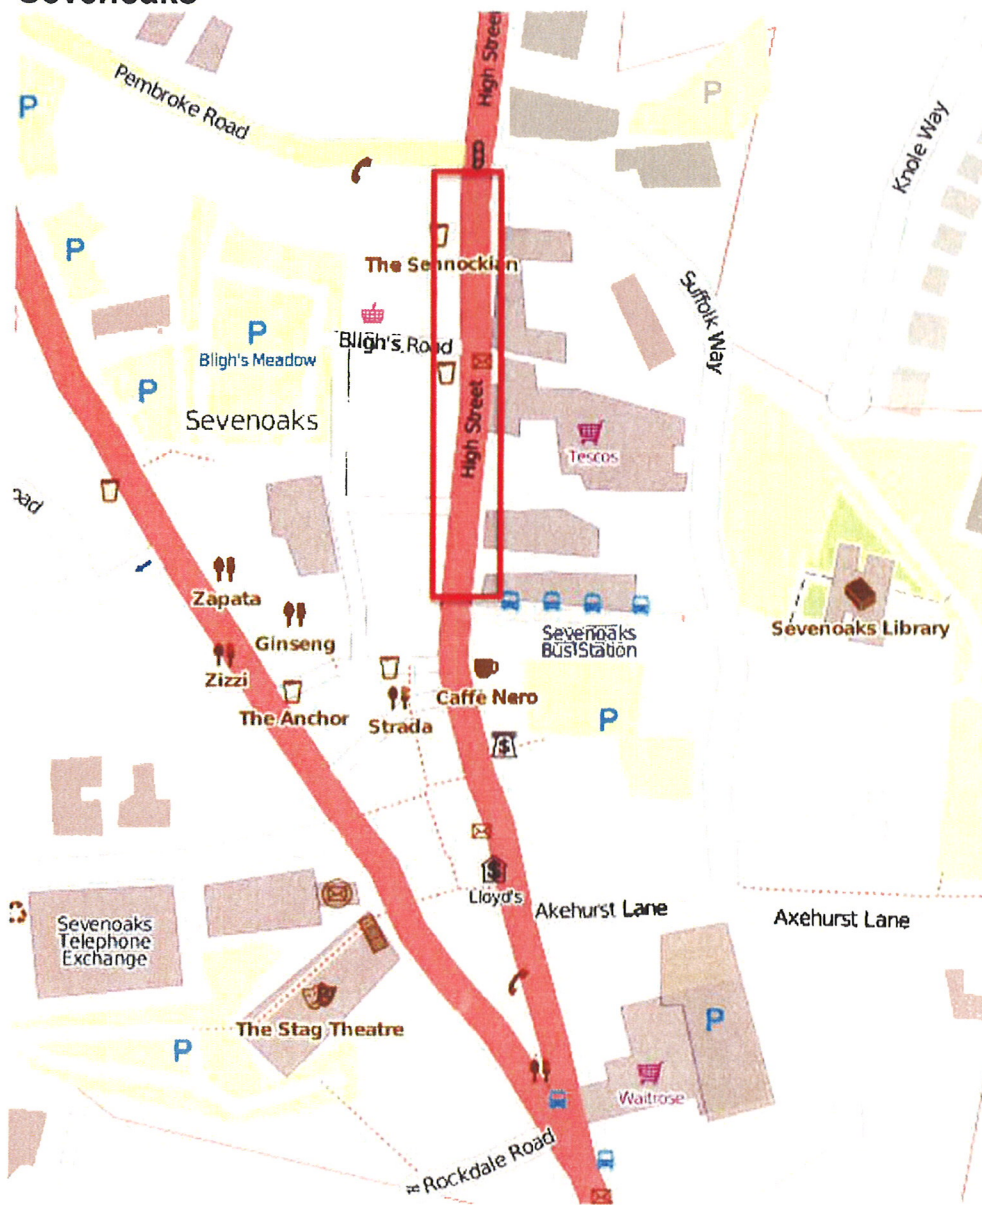 Sevenoaks
High Street
Pembroke Road
P
P
Knole Way
P
The Sennockian
Suffolk Way
P
Bligh's Meadow
Bligh's Road
P
Sevenoaks
High Street
Tescos
oad
Zapata
Ginseng
Zizzi
The Anchor
Strada
Caffe Nero
Sevenoaks
Bus Station
Sevenoaks Library
P
$
$
Lloyd's
Akehurst Lane
Axehurst Lane
Sevenoaks
Telephone
Exchange
The Stag Theatre
P
P
Waitrose
Rockdale Road